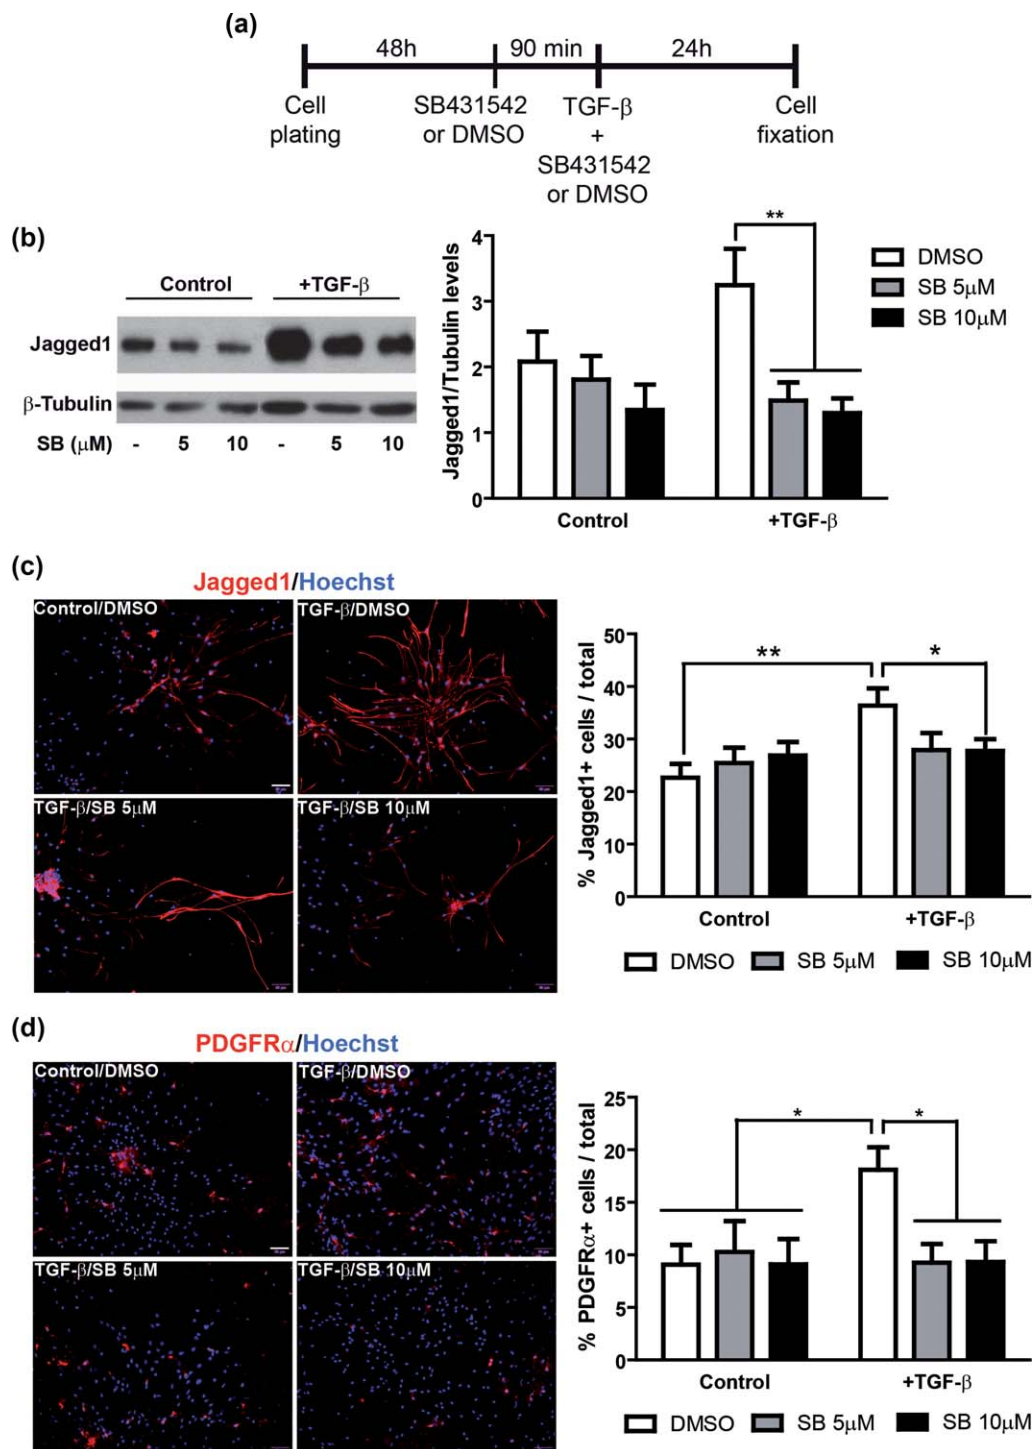 (a)
48h 90 min 24h
Cell plating
SB431542 or DMSO
TGF-β + SB431542 or DMSO
Cell fixation
(b)
Control +TGF-β
Jagged1
β-Tubulin
SB (μM) - 5 10 - 5 10
Jagged1/Tubulin levels
4
3
2
1
0
**
Control +TGF-β
DMSO
SB 5μM
SB 10μM
(c)
Jagged1/Hoechst
Control/DMSO TGF-β/DMSO
TGF-β/SB 5μM TGF-β/SB 10μM
% Jagged1+ cells / total
50
40
30
20
10
0
** *
Control +TGF-β
DMSO SB 5μM SB 10μM
(d)
PDGFRα/Hoechst
Control/DMSO TGF-β/DMSO
TGF-β/SB 5μM TGF-β/SB 10μM
% PDGFRα+ cells / total
25
20
15
10
5
0
* *
Control +TGF-β
DMSO SB 5μM SB 10μM